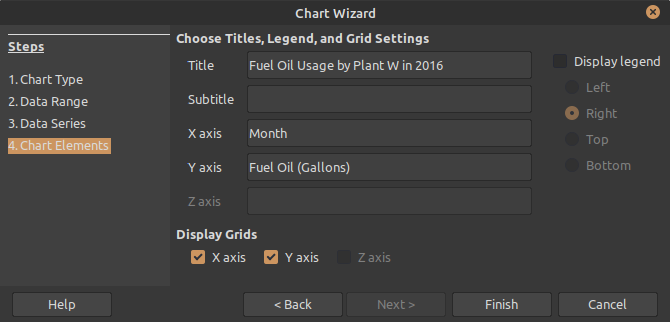 Chart Wizard
Steps
1. Chart Type
2. Data Range
3. Data Series
4. Chart Elements
Choose Titles, Legend, and Grid Settings
Title Fuel Oil Usage by Plant W in 2016
Subtitle
X axis Month
Y axis Fuel Oil (Gallons)
Z axis
Display legend
Left
Right
Top
Bottom
Display Grids
X axis Y axis Z axis
Help < Back Next > Finish Cancel